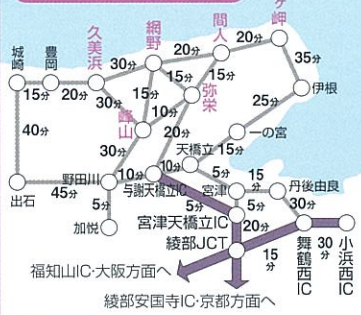 ヶ岬
間人
20分
網野
20分
35分
久美浜
30分
15分
城崎
豊岡
15分
弥栄
伊根
15分
20分
30分
15分
10分
25分
峰山
20分
一の宮
40分
天橋立
15分
30分
10分
10分
野田川
与謝天橋立IC
5分
宮津
15分
丹後由良
45分
5分
5分
5分
30分
出石
加悦
宮津天橋立IC
20分
綾部JCT
15分
舞鶴西IC
30分
小浜西IC
福知山IC・大阪方面へ
綾部安国寺IC・京都方面へ